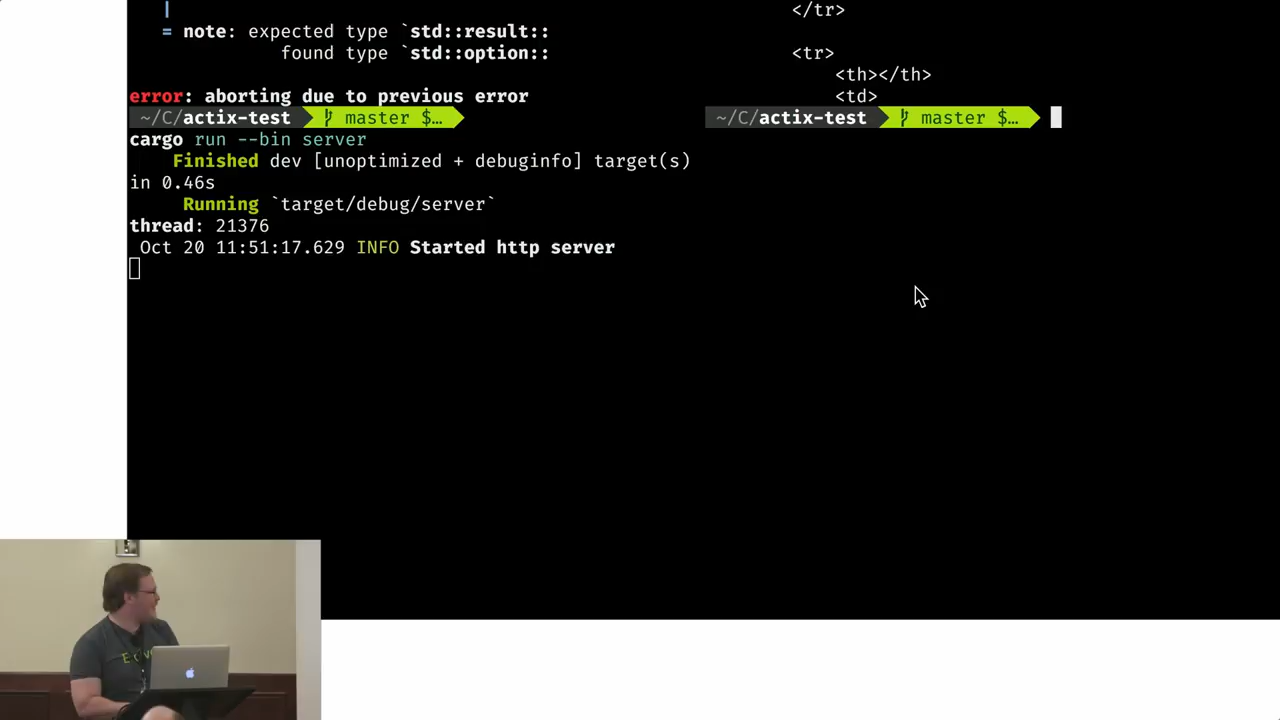 |
= note: expected type `std::result::
found type `std::option::
error: aborting due to previous error
~/C/actix-test master $…
cargo run --bin server
Finished dev [unoptimized + debuginfo] target(s)
in 0.46s
Running `target/debug/server`
thread: 21376
Oct 20 11:51:17.629 INFO Started http server
</tr>
<tr>
<th></th>
<td>
~/C/actix-test master $…